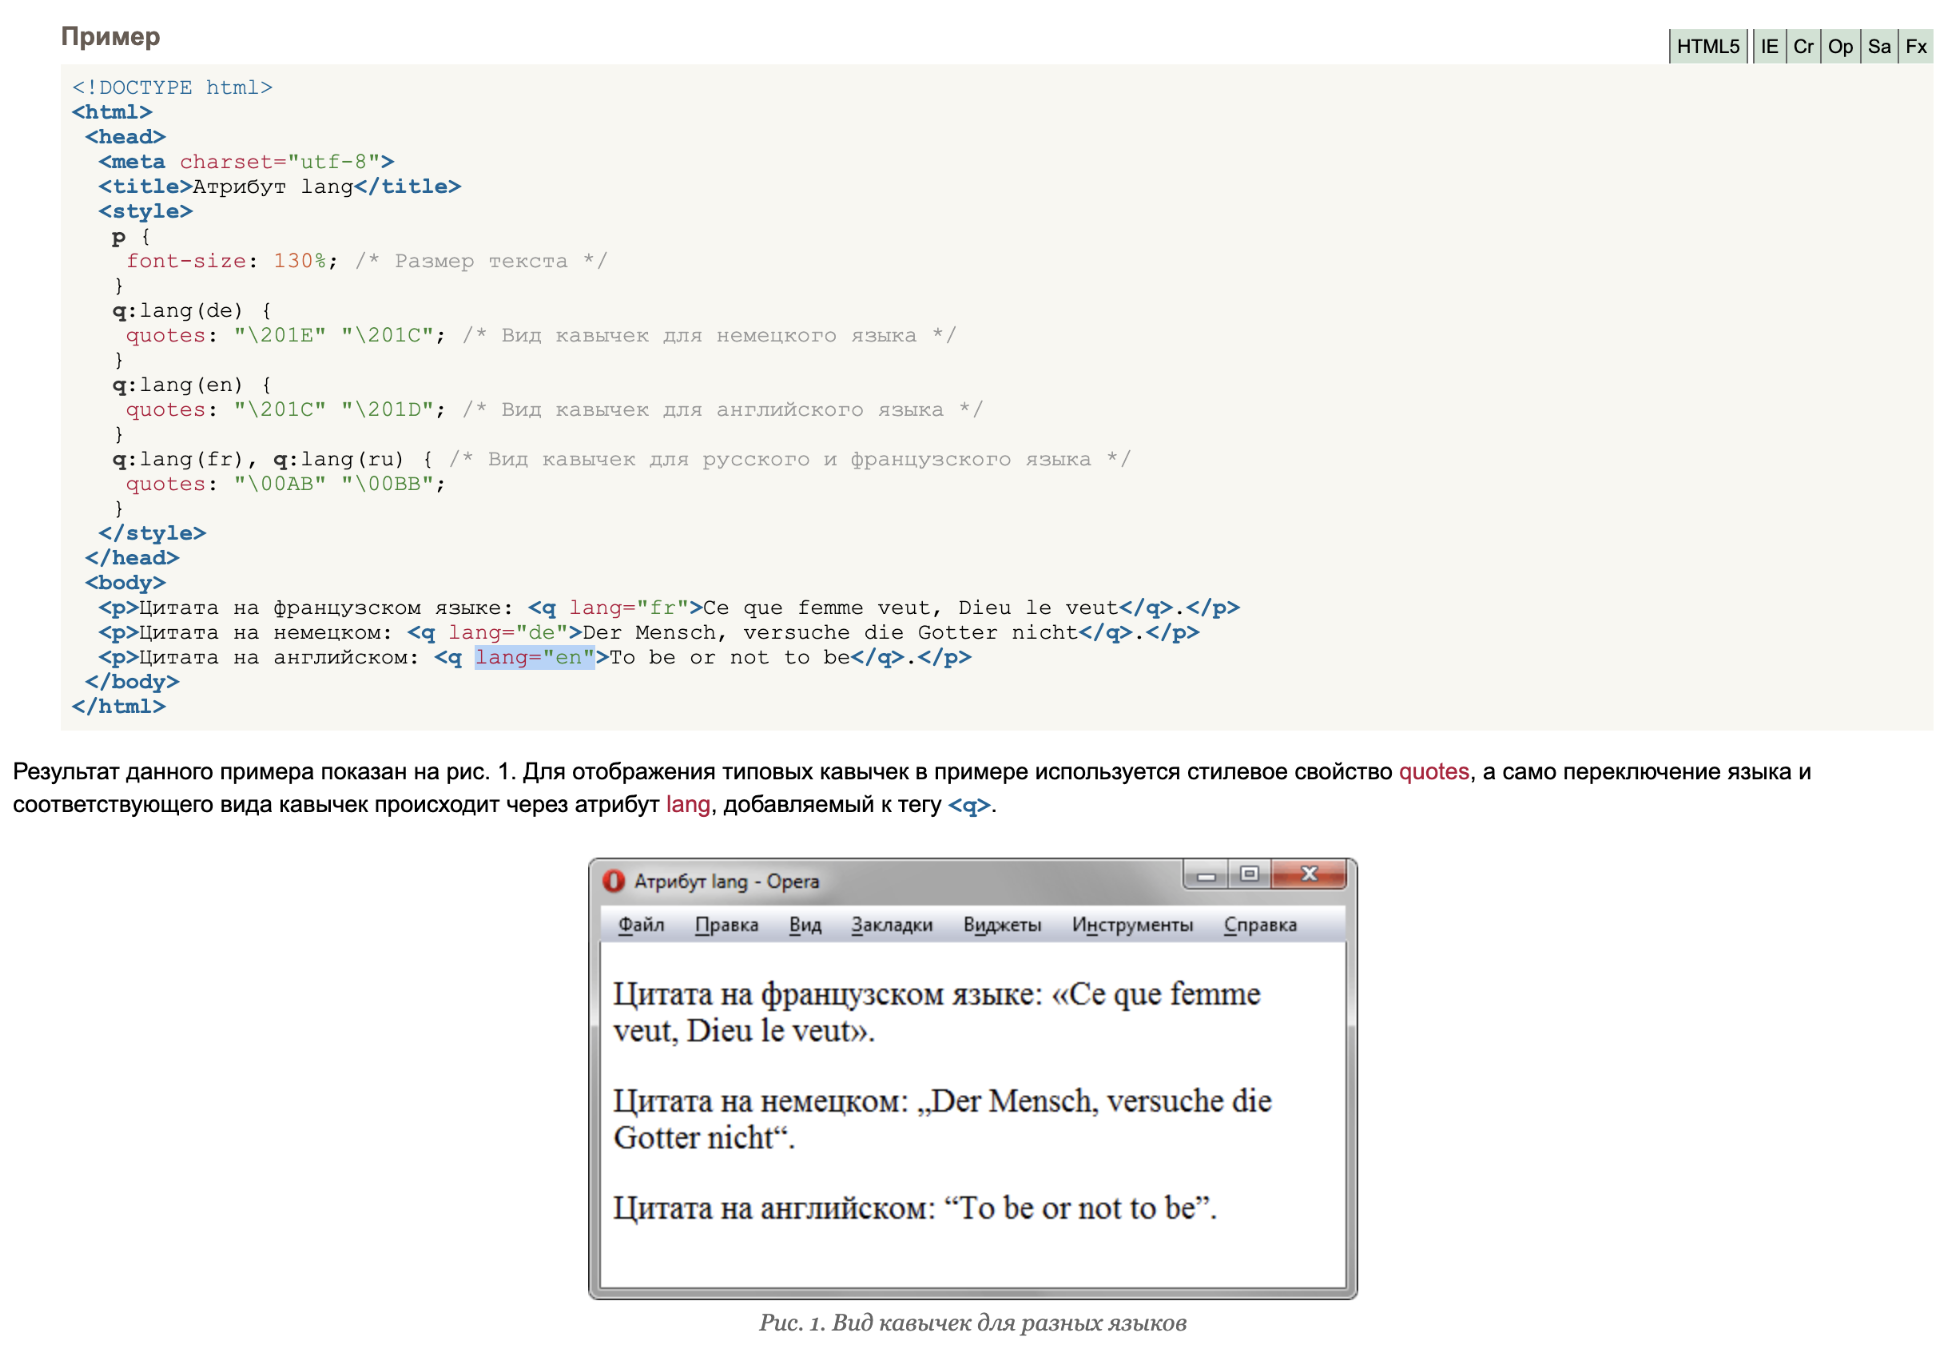 Пример
HTML5 IE Cr Op Sa Fx
<!DOCTYPE html>
<html>
<head>
<meta charset="utf-8">
<title>Атрибут lang</title>
<style>
p {
font-size: 130%; /* Размер текста */
}
q:lang(de) {
quotes: "\201E" "\201C"; /* Вид кавычек для немецкого языка */
}
q:lang(en) {
quotes: "\201C" "\201D"; /* Вид кавычек для английского языка */
}
q:lang(fr), q:lang(ru) { /* Вид кавычек для русского и французского языка */
quotes: "\00AB" "\00BB";
}
</style>
</head>
<body>
<p>Цитата на французском языке: <q lang="fr">Ce que femme veut, Dieu le veut</q>.</p>
<p>Цитата на немецком: <q lang="de">Der Mensch, versuche die Gotter nicht</q>.</p>
<p>Цитата на английском: <q lang="en">To be or not to be</q>.</p>
</body>
</html>
Результат данного примера показан на рис. 1. Для отображения типовых кавычек в примере используется стилевое свойство quotes, а само переключение языка и
соответствующего вида кавычек происходит через атрибут lang, добавляемый к тегу <q>.
Атрибут lang - Opera
Файл Правка Вид Закладки Виджеты Инструменты Справка
Цитата на французском языке: «Ce que femme
veut, Dieu le veut».
Цитата на немецком: „Der Mensch, versuche die
Gotter nicht“.
Цитата на английском: “To be or not to be”.
Рис. 1. Вид кавычек для разных языков